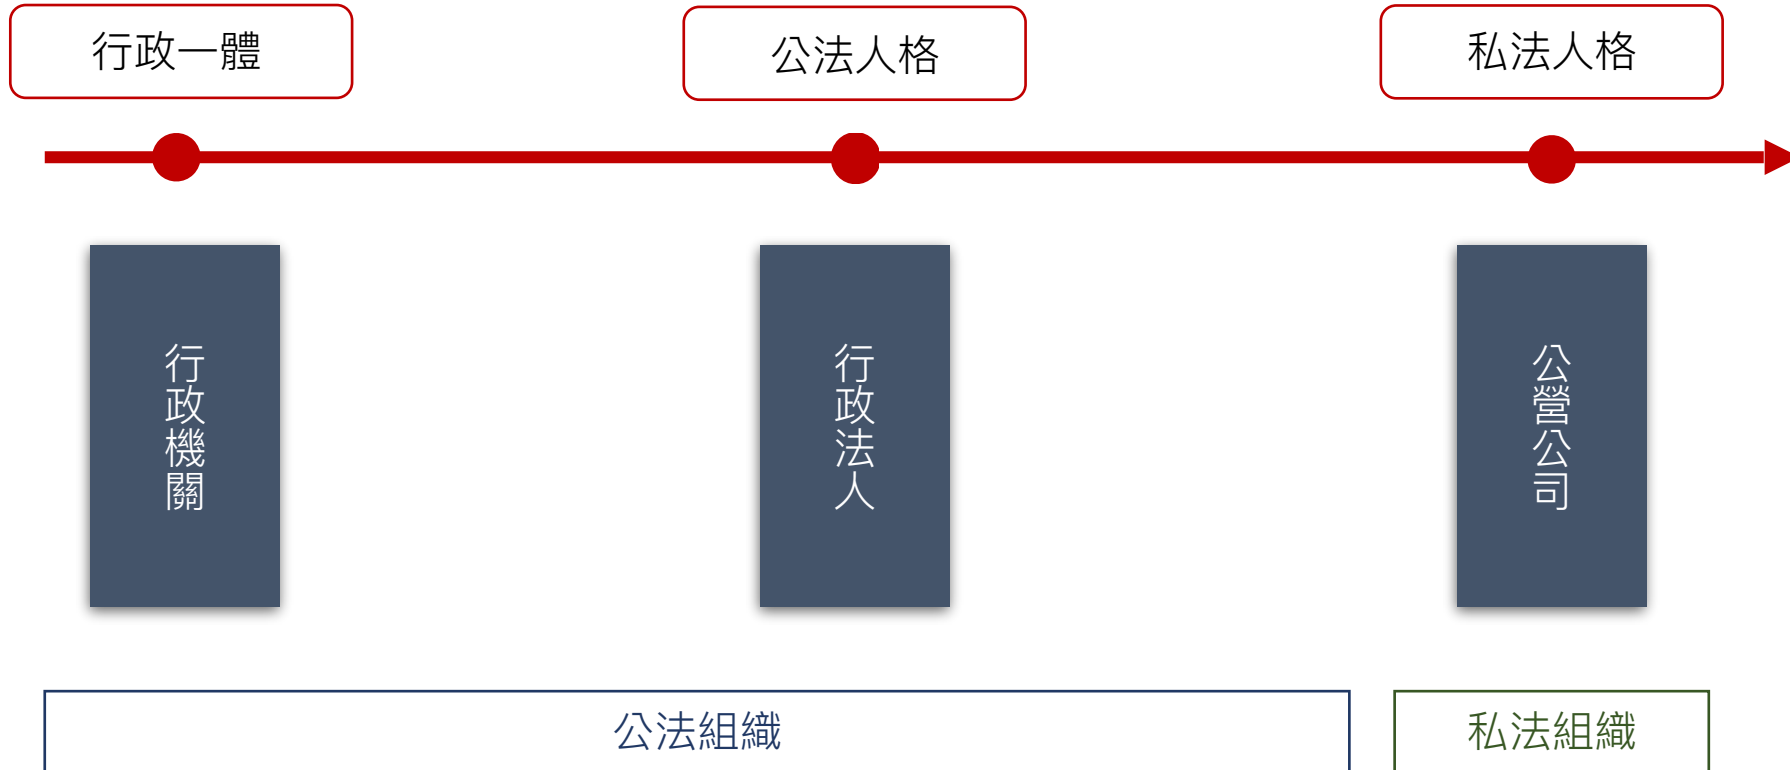 行政一體
公法人格
私法人格
行政機關
行政法人
公營公司
公法組織
私法組織